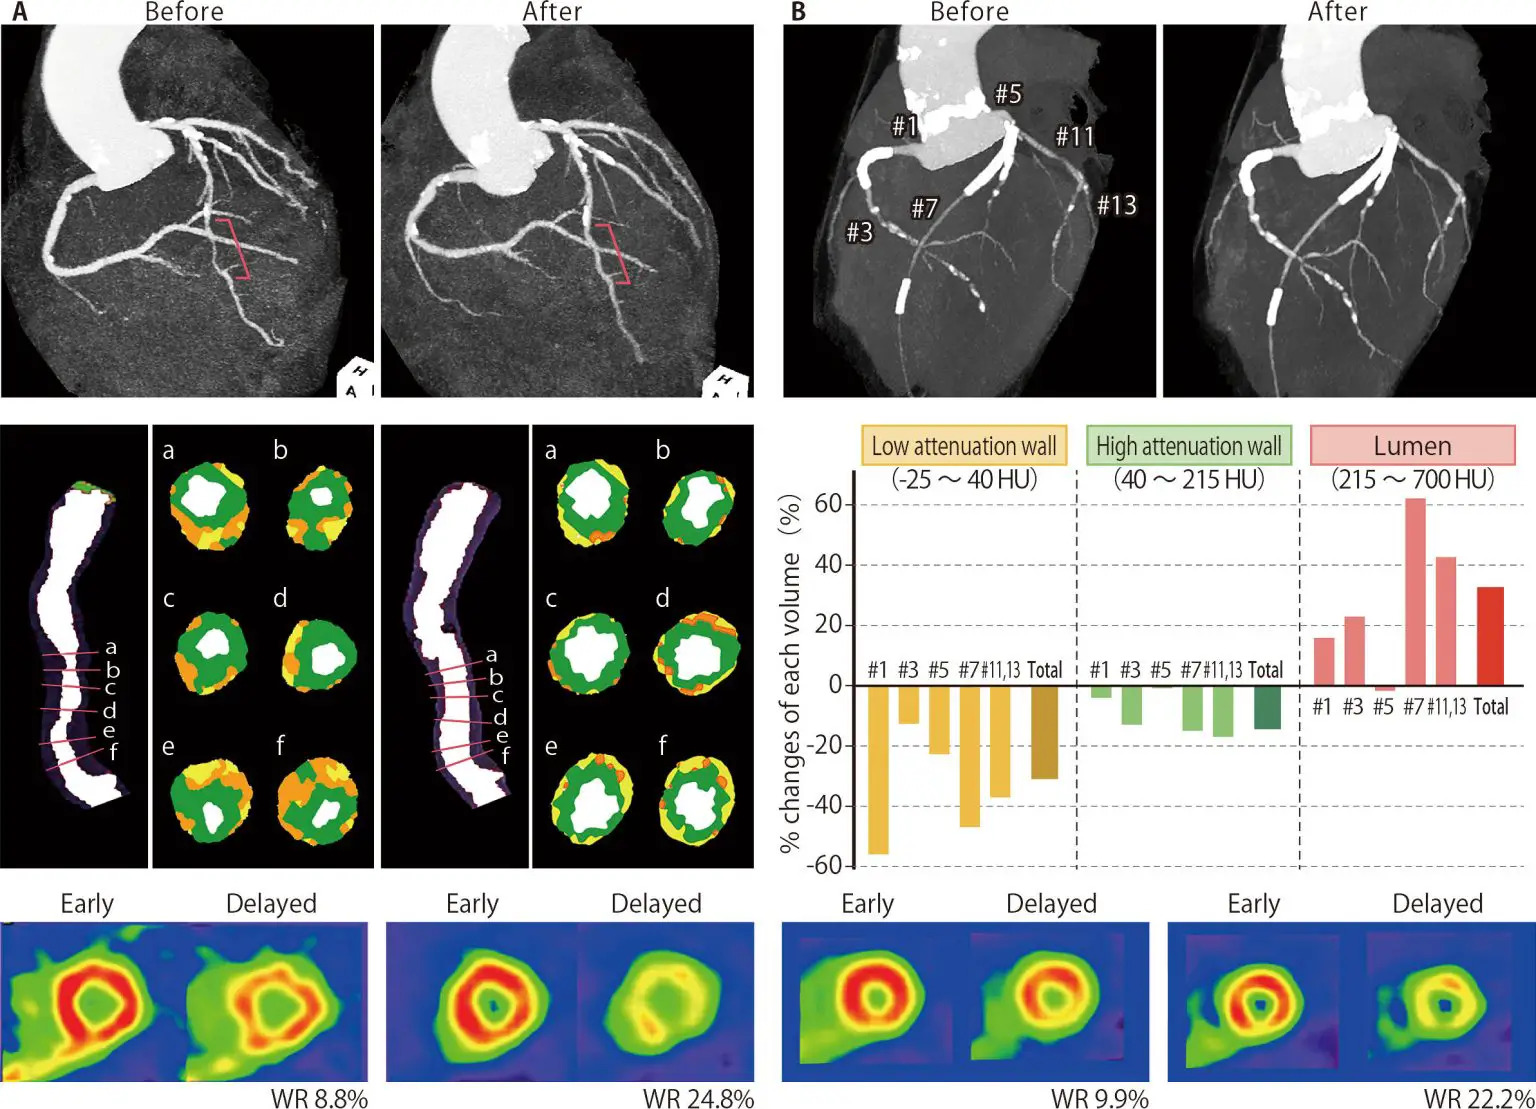 A
Before
After
H
A
H
A
a
b
c
d
e
f
a
b
c
d
e
f
a
b
c
d
e
f
a
b
c
d
e
f
Early
Delayed
Early
Delayed
WR 8.8%
WR 24.8%
B
Before
After
#5
#1
#11
#7
#13
#3
Low attenuation wall
(-25 ～ 40 HU)
High attenuation wall
(40 ～ 215 HU)
Lumen
(215 ～ 700 HU)
% changes of each volume (%)
60
40
20
0
-20
-40
-60
#1 #3 #5 #7 #11,13 Total
#1 #3 #5 #7 #11,13 Total
#1 #3 #5 #7 #11,13 Total
Early
Delayed
Early
Delayed
WR 9.9%
WR 22.2%